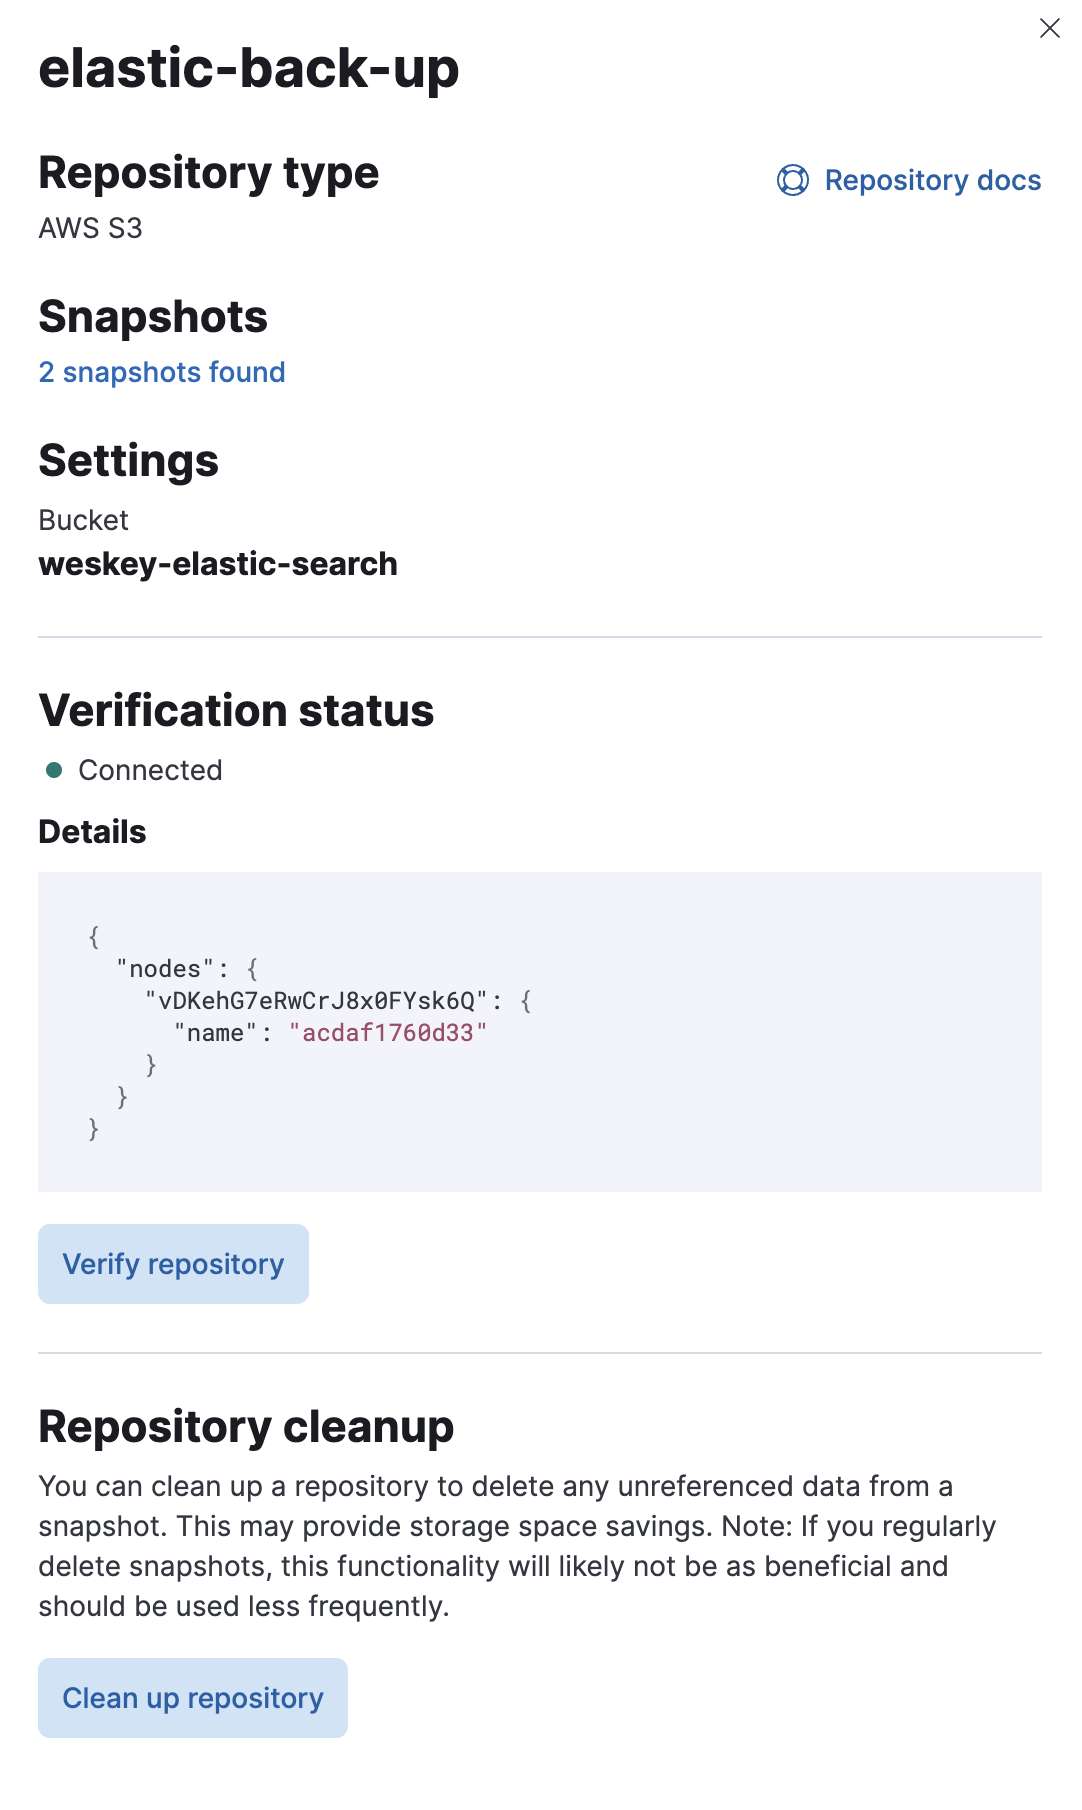 elastic-back-up
Repository type
Repository docs
AWS S3
Snapshots
2 snapshots found
Settings
Bucket
weskey-elastic-search
Verification status
Connected
Details
{
  "nodes": {
    "vDKehG7eRwCrJ8x0FYsk6Q": {
      "name": "acdaf1760d33"
    }
  }
}
Verify repository
Repository cleanup
You can clean up a repository to delete any unreferenced data from a
snapshot. This may provide storage space savings. Note: If you regularly
delete snapshots, this functionality will likely not be as beneficial and
should be used less frequently.
Clean up repository